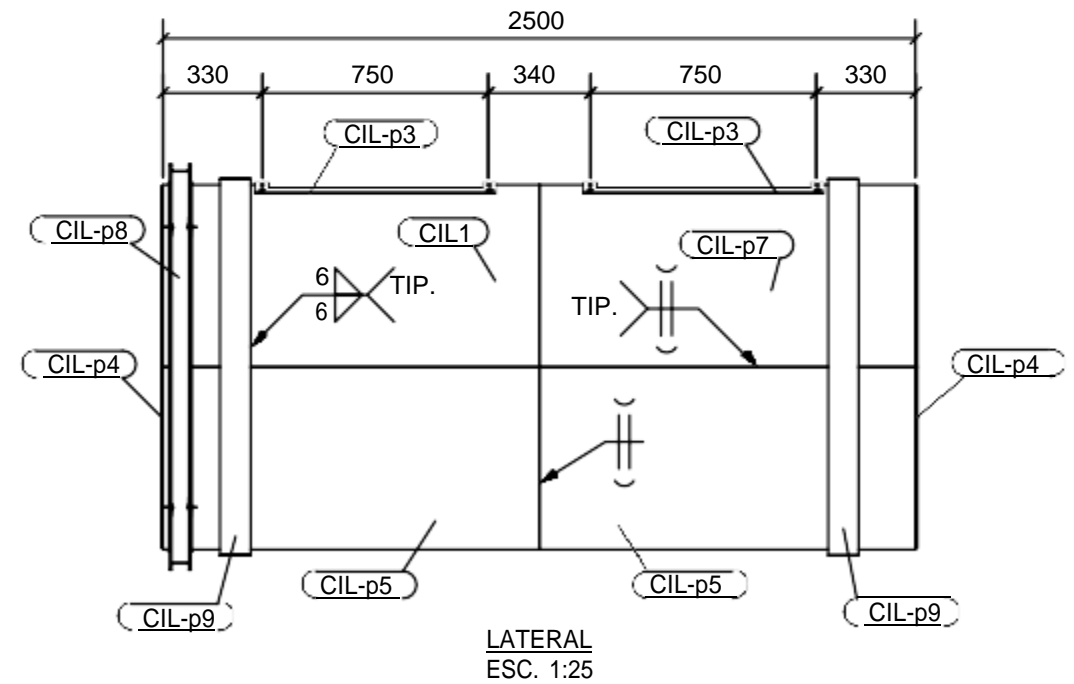 2500
330 750 340 750 330
CIL-p3 CIL-p3
CIL-p8 CIL1 CIL-p7
6 TIP.
6
TIP.
CIL-p4 CIL-p4
CIL-p5 CIL-p5
CIL-p9 CIL-p9
LATERAL
ESC. 1:25